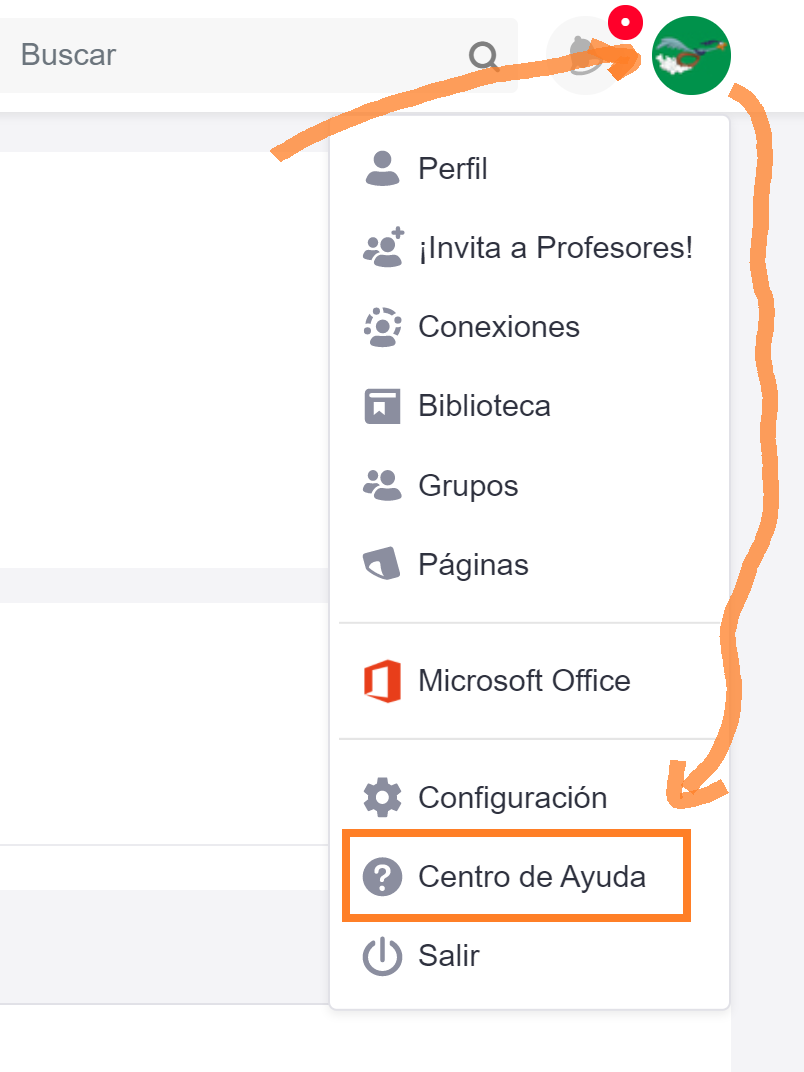 Buscar
Perfil
¡Invita a Profesores!
Conexiones
Biblioteca
Grupos
Páginas
Microsoft Office
Configuración
Centro de Ayuda
Salir